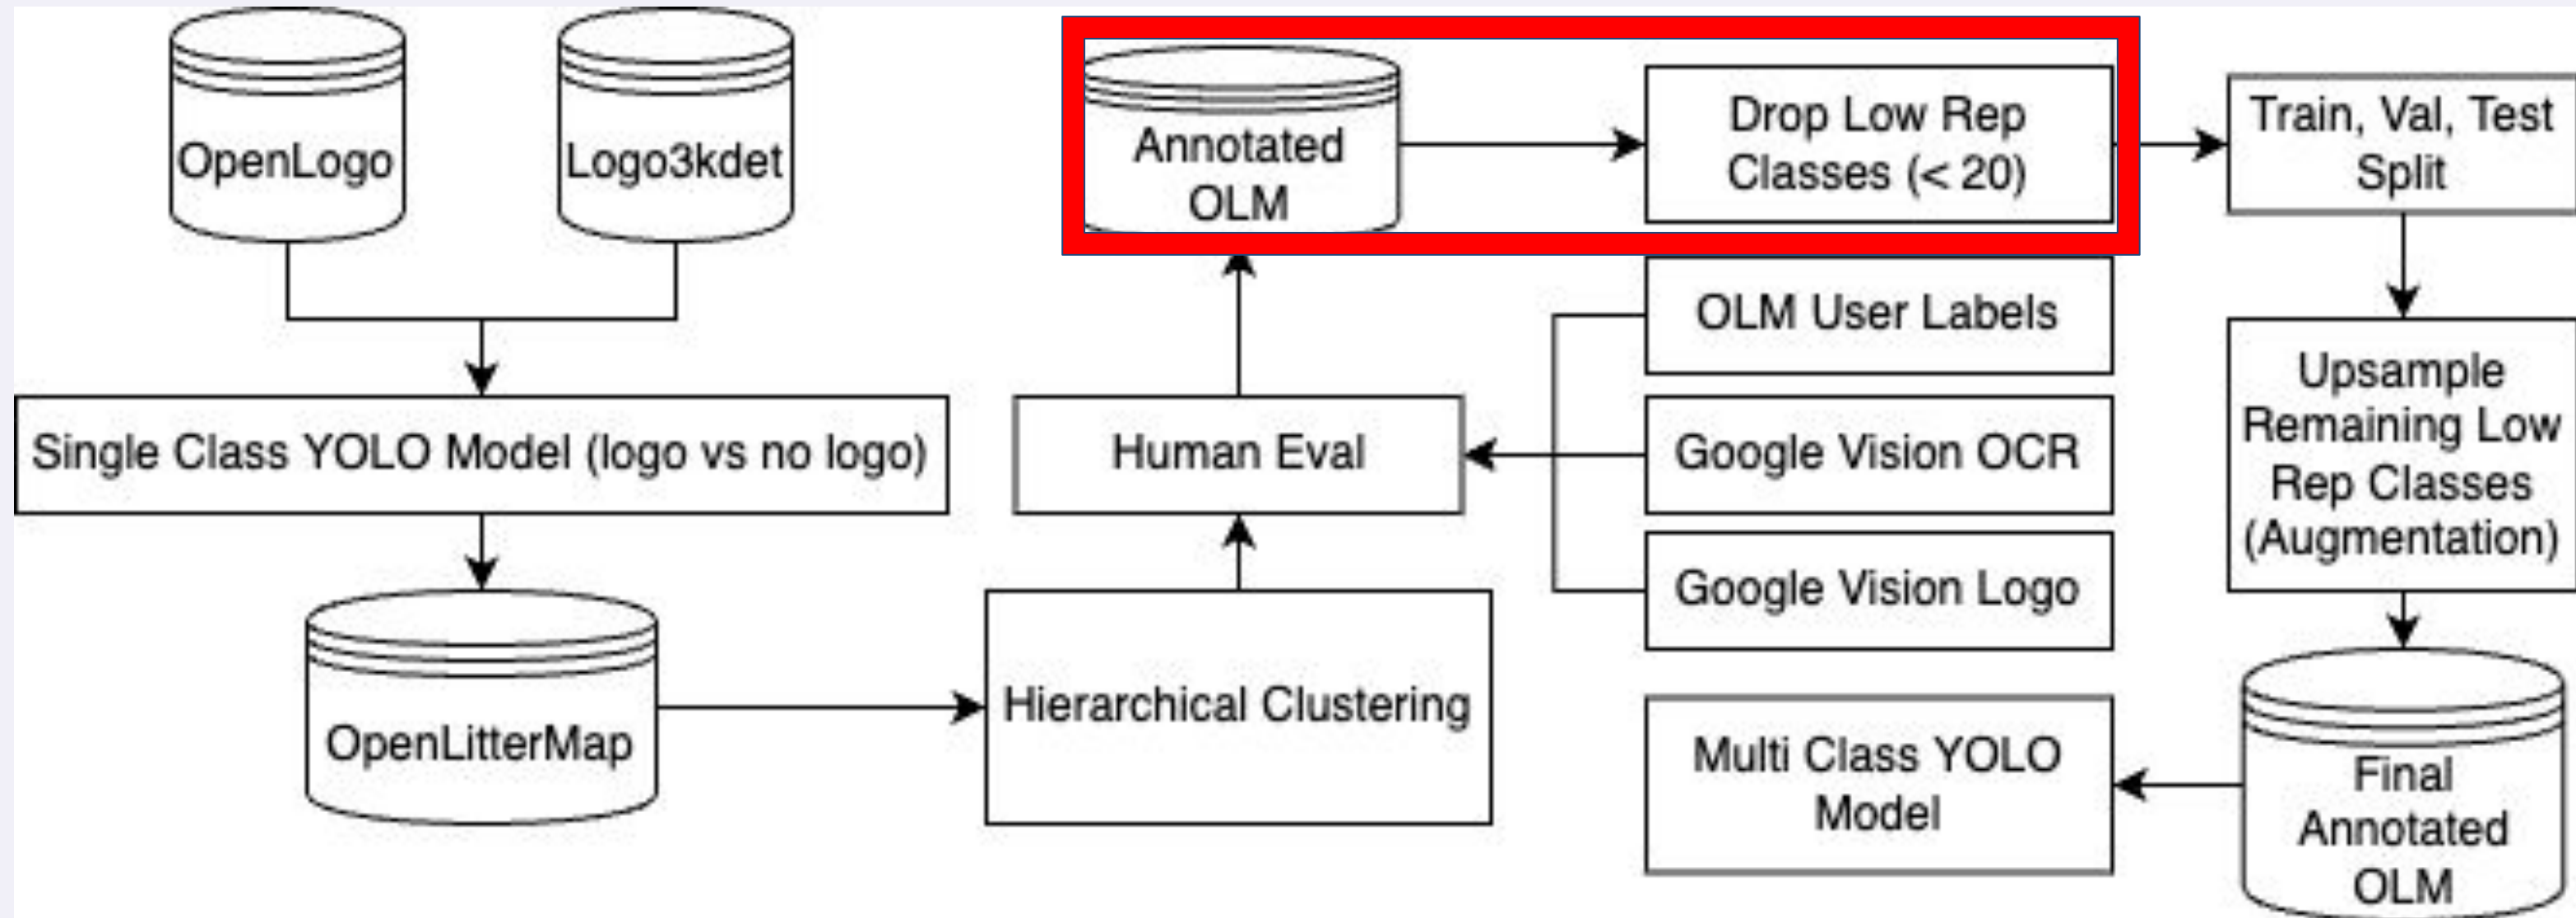 OpenLogo
Logo3kdet
Single Class YOLO Model (logo vs no logo)
OpenLitterMap
Hierarchical Clustering
Human Eval
OLM User Labels
Google Vision OCR
Google Vision Logo
Annotated
OLM
Drop Low Rep
Classes (< 20)
Train, Val, Test
Split
Upsample
Remaining Low
Rep Classes
(Augmentation)
Final
Annotated
OLM
Multi Class YOLO
Model